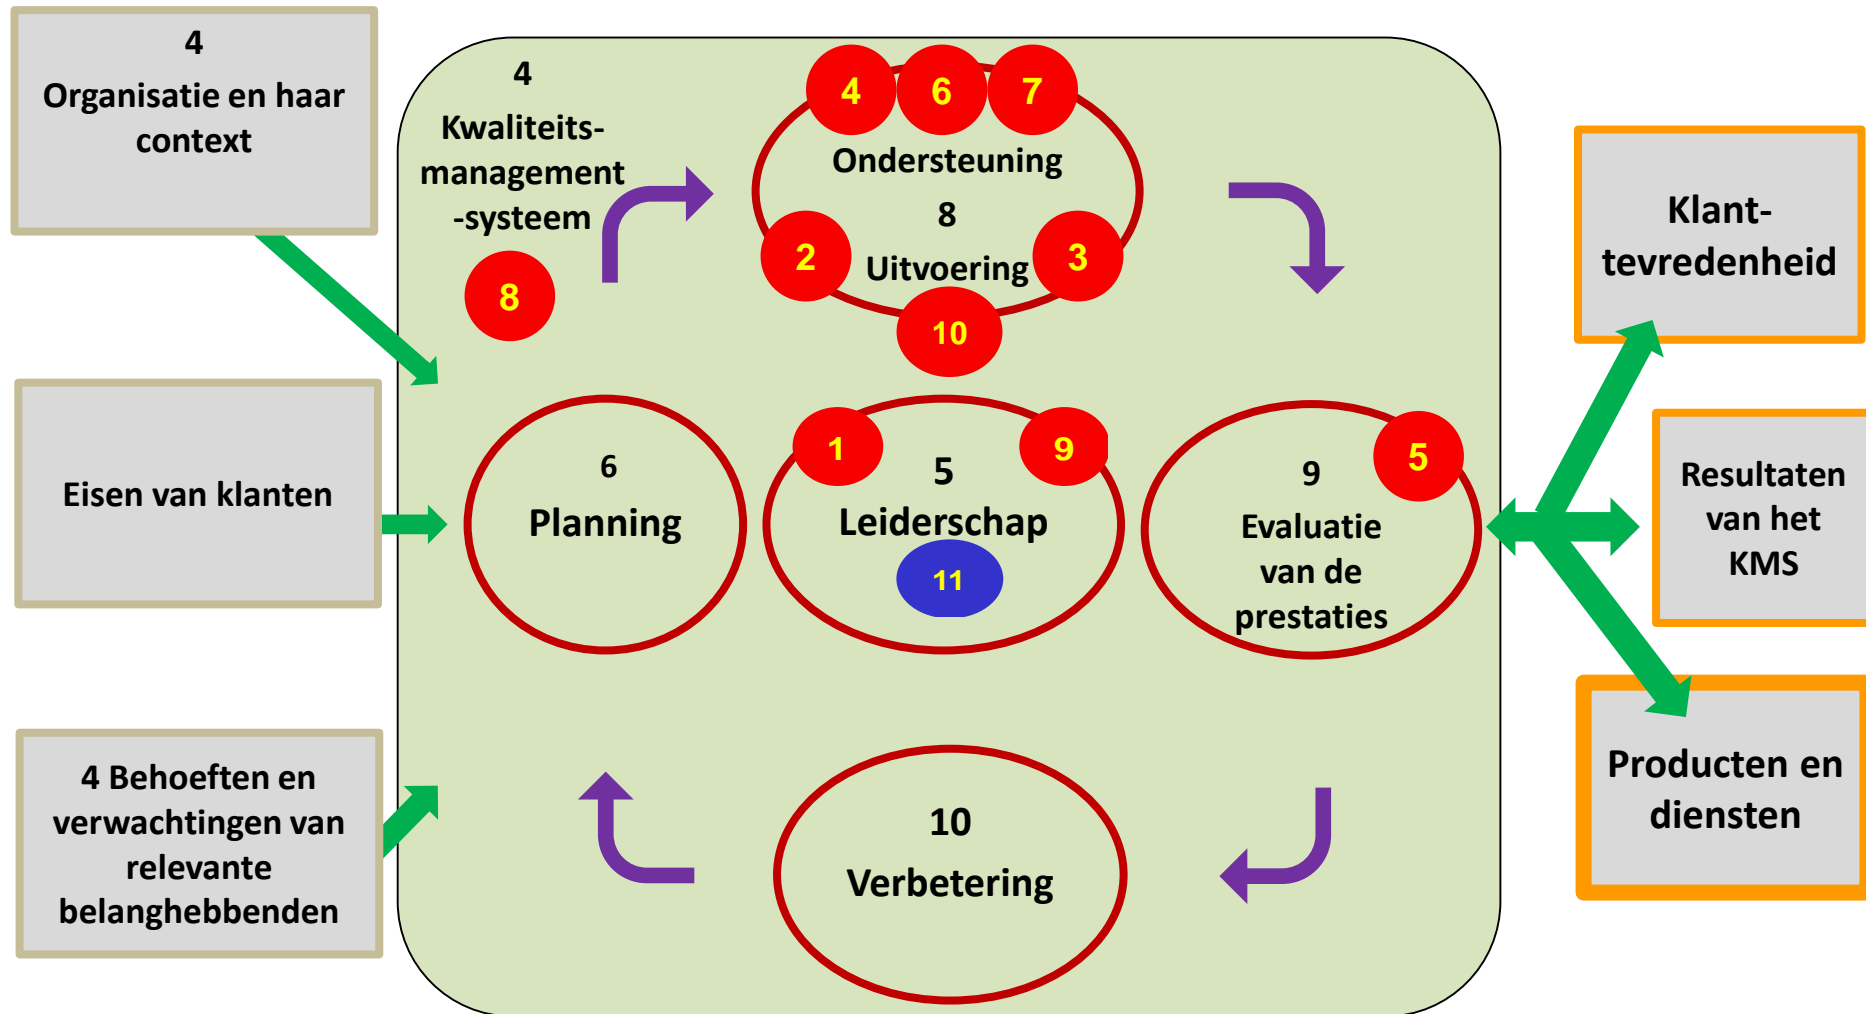 4
Organisatie en haar
context
Eisen van klanten
4 Behoeften en
verwachtingen van
relevante
belanghebbenden
4
Kwaliteits-
management
-systeem
8
4
6
7
Ondersteuning
8
Uitvoering
2
3
10
6
Planning
1
9
5
Leiderschap
11
5
9
Evaluatie
van de
prestaties
10
Verbetering
Klant-
tevredenheid
Resultaten
van het
KMS
Producten en
diensten